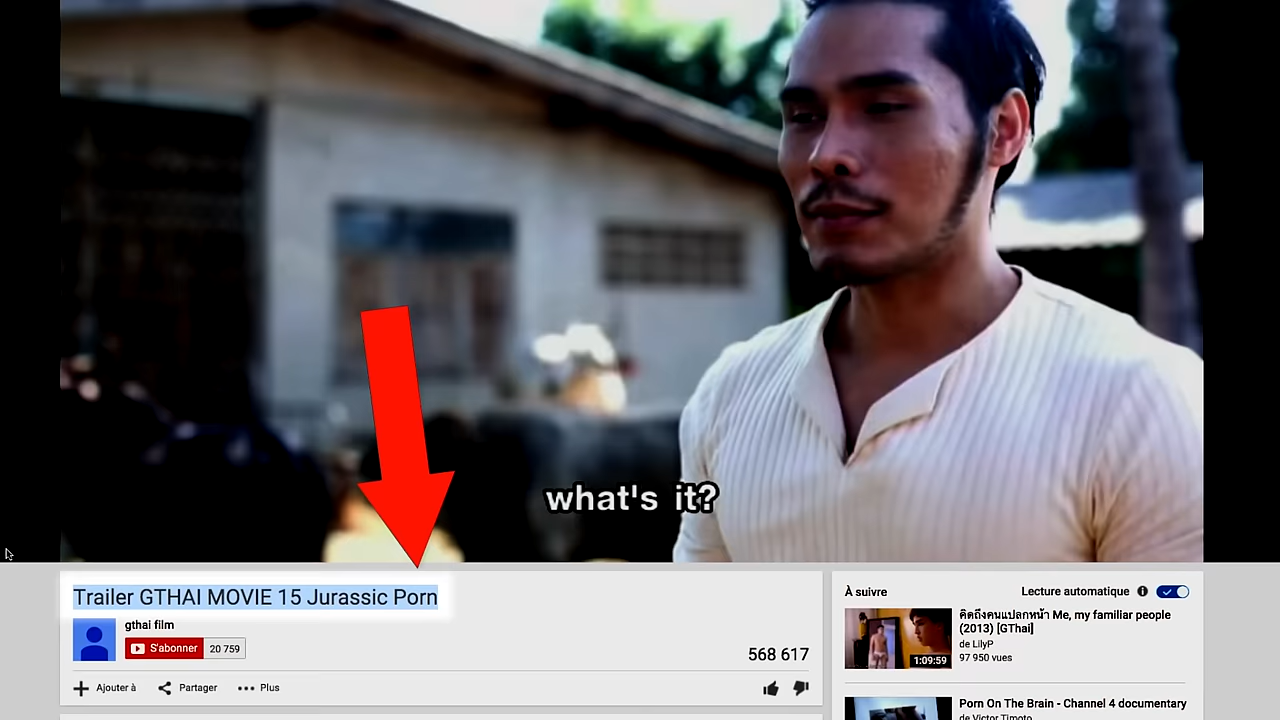 what's it?
Trailer GTHAI MOVIE 15 Jurassic Porn
gthai film
S'abonner 20 759
568 617
Ajouter à Partager Plus
À suivre
Lecture automatique
คิดถึงคนแปลกหน้า Me, my familiar people
(2013) [GThai]
de LilyP
97 950 vues
1:09:59
Porn On The Brain - Channel 4 documentary
de Victor Timoto